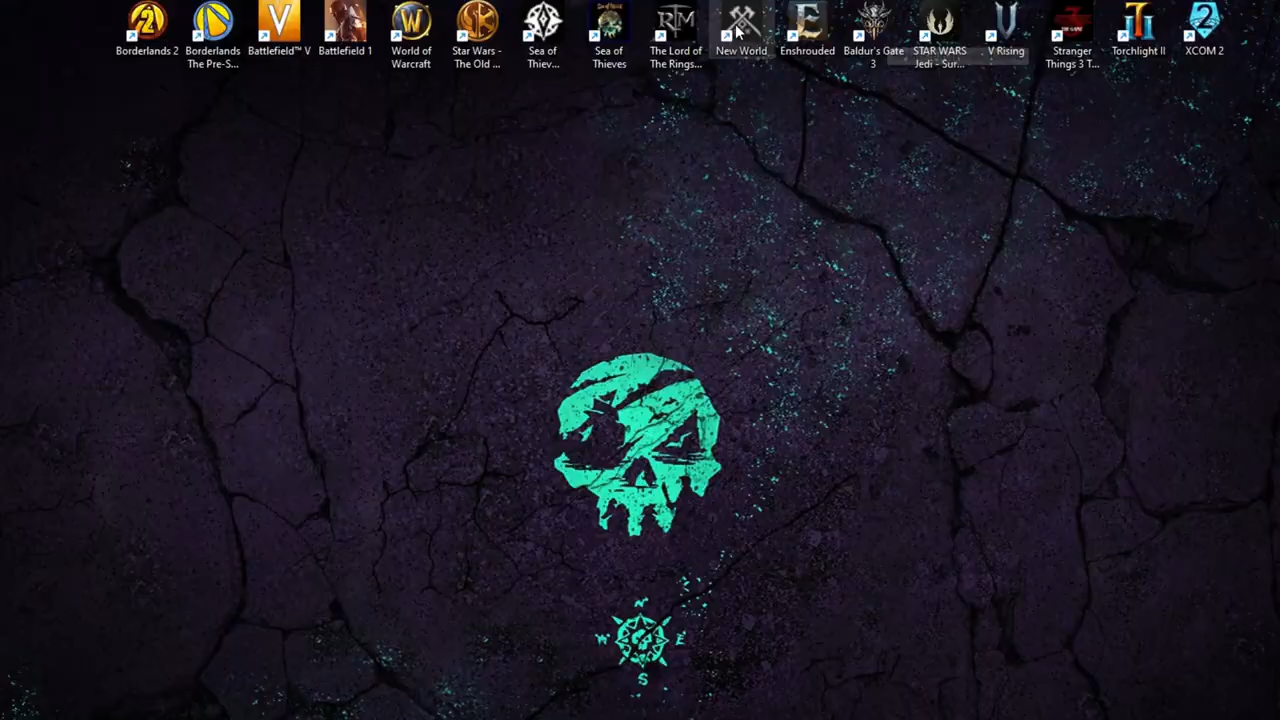 Borderlands 2
Borderlands
The Pre-S...
Battlefield™ V
Battlefield 1
World of
Warcraft
Star Wars -
The Old ...
Sea of
Thiev...
Sea of
Thieves
The Lord of
The Rings...
New World
Enshrouded
Baldur's Gate
3
STAR WARS
Jedi - Sur...
V Rising
Stranger
Things 3 T...
Torchlight II
XCOM 2
N
W
E
S